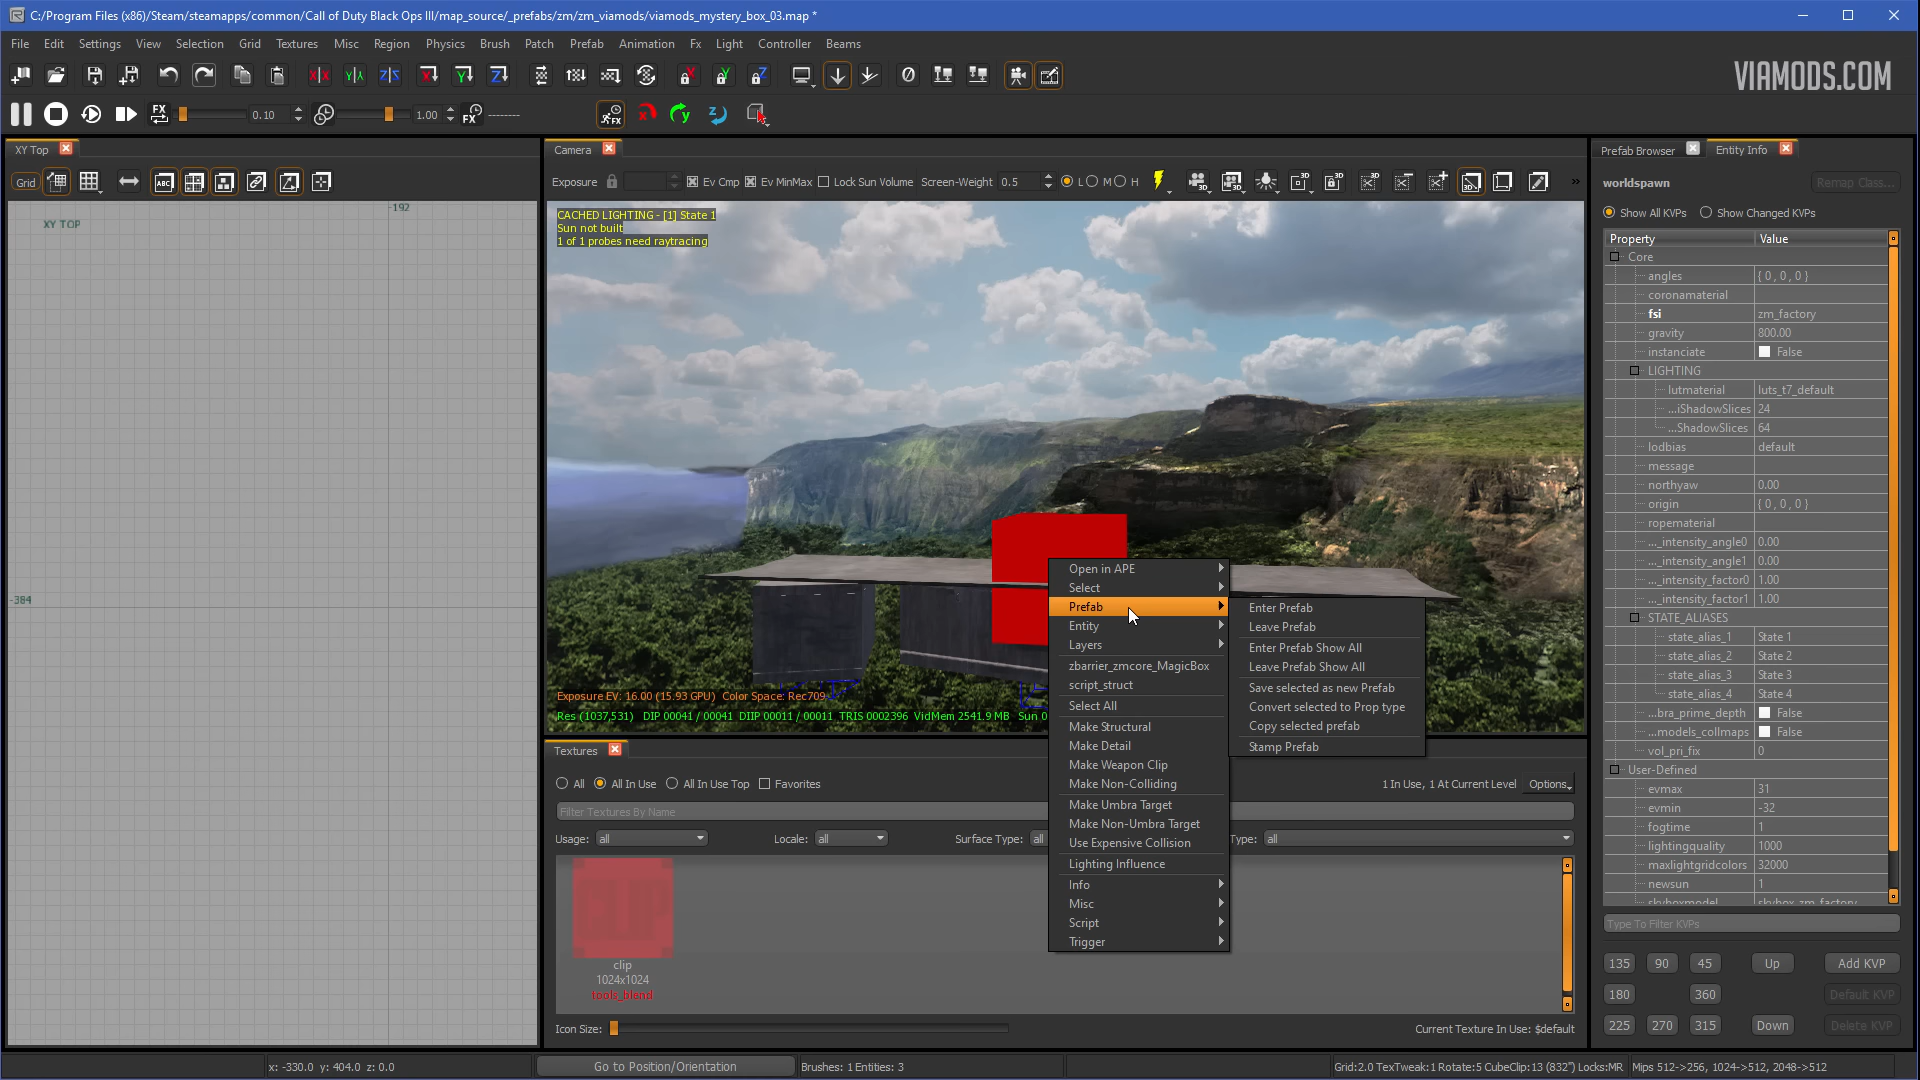 C:/Program Files (x86)/Steam/steamapps/common/Call of Duty Black Ops III/map_source/_prefabs/zm/zm_viamods/viamods_mystery_box_03.map *
File Edit Settings View Selection Grid Textures Misc Region Physics Brush Patch Prefab Animation Fx Light Controller Beams
VIAMODS.COM
FX 0.10 1.00 FX --------
XY Top
Camera
Prefab Browser Entity Info
Grid ABC
Exposure Ev Cmp Ev MinMax Lock Sun Volume Screen-Weight 0.5 L M H
worldspawn Remap Class...
Show All KVPs Show Changed KVPs
-192
XY TOP
-384
CACHED LIGHTING - [1] State 1
Sun not built
1 of 1 probes need raytracing
Exposure EV: 16.00 (15.93 GPU) Color Space: Rec709
Res (1037,531) DIP 00041 / 00041 DIIP 00011 / 00011 TRIS 0002396 VidMem 2541.9 MB Sun 0
Open in APE
Select
Prefab
Entity
Layers
zbarrier_zmcore_MagicBox
script_struct
Select All
Make Structural
Make Detail
Make Weapon Clip
Make Non-Colliding
Make Umbra Target
Make Non-Umbra Target
Use Expensive Collision
Lighting Influence
Info
Misc
Script
Trigger
Enter Prefab
Leave Prefab
Enter Prefab Show All
Leave Prefab Show All
Save selected as new Prefab
Convert selected to Prop type
Copy selected prefab
Stamp Prefab
Textures
All All In Use All In Use Top Favorites 1 In Use, 1 At Current Level Options
Filter Textures By Name
Usage: all Locale: all Surface Type: all Type: all
clip
1024x1024
tools_blend
Icon Size: Current Texture In Use: $default
Property Value
Core
angles { 0 , 0 , 0 }
coronamaterial
fsi zm_factory
gravity 800.00
instanciate False
LIGHTING
lutmaterial luts_t7_default
...iShadowSlices 24
...ShadowSlices 64
lodbias default
message
northyaw 0.00
origin { 0 , 0 , 0 }
ropematerial
..._intensity_angle0 0.00
..._intensity_angle1 0.00
..._intensity_factor0 1.00
..._intensity_factor1 1.00
STATE_ALIASES
state_alias_1 State 1
state_alias_2 State 2
state_alias_3 State 3
state_alias_4 State 4
...bra_prime_depth False
...models_collmaps False
vol_pri_fix 0
User-Defined
evmax 31
evmin -32
fogtime 1
lightingquality 1000
maxlightgridcolors 32000
newsun 1
skyboxmodel skybox_zm_factory
Type To Filter KVPs
135 90 45 Up Add KVP
180 360 Default KVP
225 270 315 Down Delete KVP
x: -330.0 y: 404.0 z: 0.0 Go to Position/Orientation Brushes: 1 Entities: 3 Grid:2.0 TexTweak:1 Rotate:5 CubeClip:13 (832") Locks:MR Mips 512->256, 1024->512, 2048->512